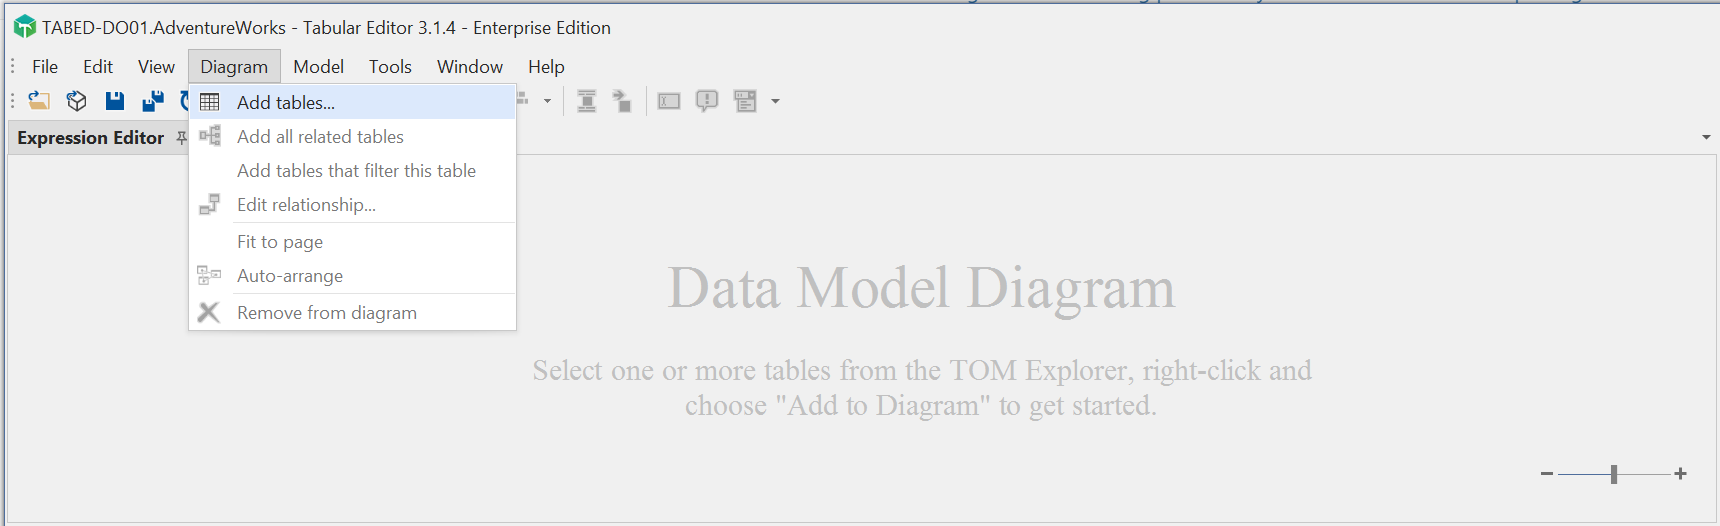 TABED-DO01.AdventureWorks - Tabular Editor 3.1.4 - Enterprise Edition
File Edit View Diagram Model Tools Window Help
Add tables...
Expression Editor
Add all related tables
Add tables that filter this table
Edit relationship...
Fit to page
Auto-arrange
Remove from diagram
Data Model Diagram
Select one or more tables from the TOM Explorer, right-click and
choose "Add to Diagram" to get started.